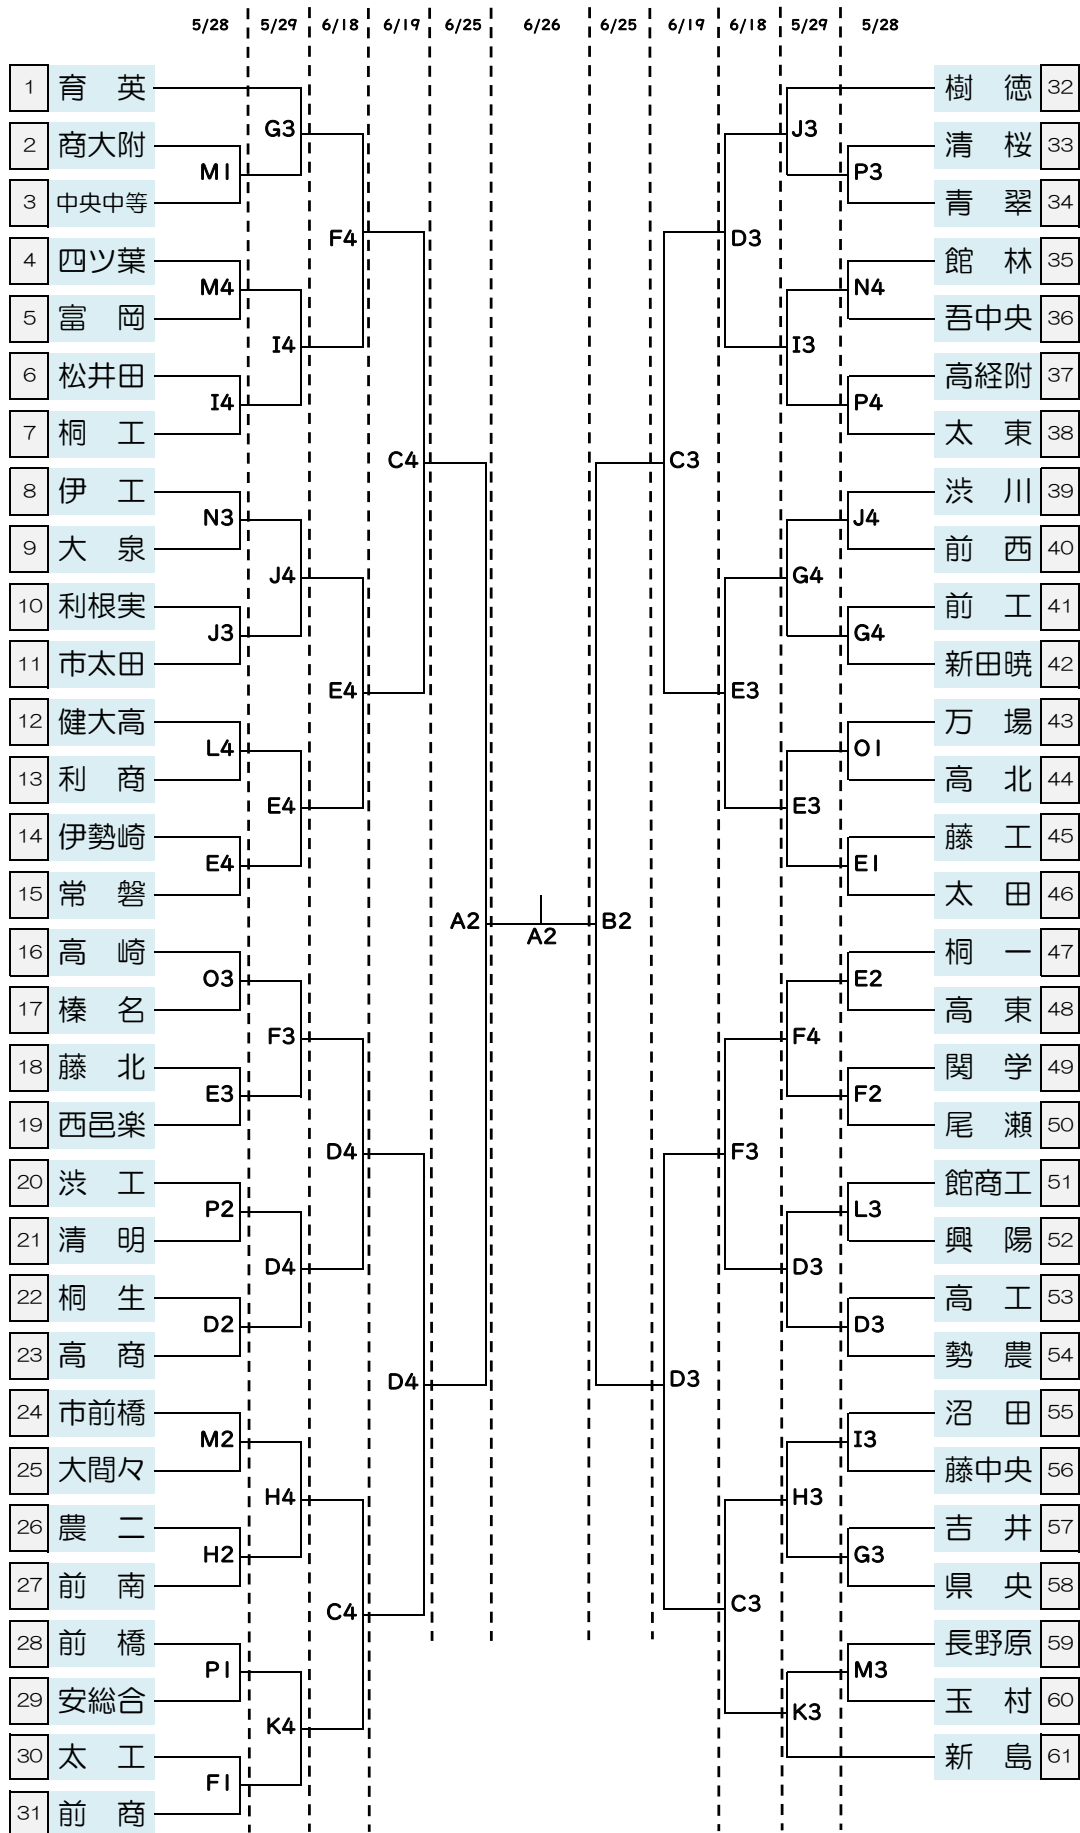 5/28 5/29 6/18 6/19 6/25 6/26 6/25 6/19 6/18 5/29 5/28
1 育 英 樹 徳 32
G3 J3
2 商大附 清 桜 33
M1 P3
3 中央中等 青 翠 34
F4 D3
4 四ツ葉 館 林 35
M4 N4
5 富 岡 吾中央 36
I4 I3
6 松井田 高経附 37
I4 P4
7 桐 工 太 東 38
C4 C3
8 伊 工 渋 川 39
N3 J4
9 大 泉 前 西 40
J4 G4
10 利根実 前 工 41
J3 G4
11 市太田 新田暁 42
E4 E3
12 健大高 万 場 43
L4 O1
13 利 商 高 北 44
E4 E3
14 伊勢崎 藤 工 45
E4 E1
15 常 磐 太 田 46
A2 A2 B2
16 高 崎 桐 一 47
O3 E2
17 榛 名 高 東 48
F3 F4
18 藤 北 関 学 49
E3 F2
19 西邑楽 尾 瀬 50
D4 F3
20 渋 工 館商工 51
P2 L3
21 清 明 興 陽 52
D4 D3
22 桐 生 高 工 53
D2 D3
23 高 商 勢 農 54
D4 D3
24 市前橋 沼 田 55
M2 I3
25 大間々 藤中央 56
H4 H3
26 農 二 吉 井 57
H2 G3
27 前 南 県 央 58
C4 C3
28 前 橋 長野原 59
P1 M3
29 安総合 玉 村 60
K4 K3
30 太 工 新 島 61
F1
31 前 商